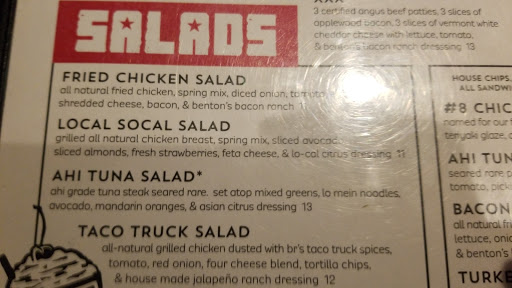 SALADS
FRIED CHICKEN SALAD
all natural fried chicken, spring mix, diced onion, tomato,
shredded cheese, bacon, & benton's bacon ranch 11
LOCAL SOCAL SALAD
grilled all natural chicken breast, spring mix, sliced avocado,
sliced almonds, fresh strawberries, feta cheese, & lo-cal citrus dressing 11
AHI TUNA SALAD*
ahi grade tuna steak seared rare. set atop mixed greens, lo mein noodles,
avocado, mandarin oranges, & asian citrus dressing 13
TACO TRUCK SALAD
all-natural grilled chicken dusted with br's taco truck spices,
tomato, red onion, four cheese blend, tortilla chips,
& house made jalapeño ranch dressing 12
XXX
3 certified angus beef patties, 3 slices of
applewood bacon, 3 slices of vermont white
cheddar cheese with lettuce, tomato,
& benton's bacon ranch dresssing 13
HOUSE CHIPS,
ALL SANDWI
#8 CHIC
named for our f
teriyaki glaze, c
AHI TUN
seared rare
tomato, pick
BACON
all natural fri
lettuce, oni
& benton's
TURKE